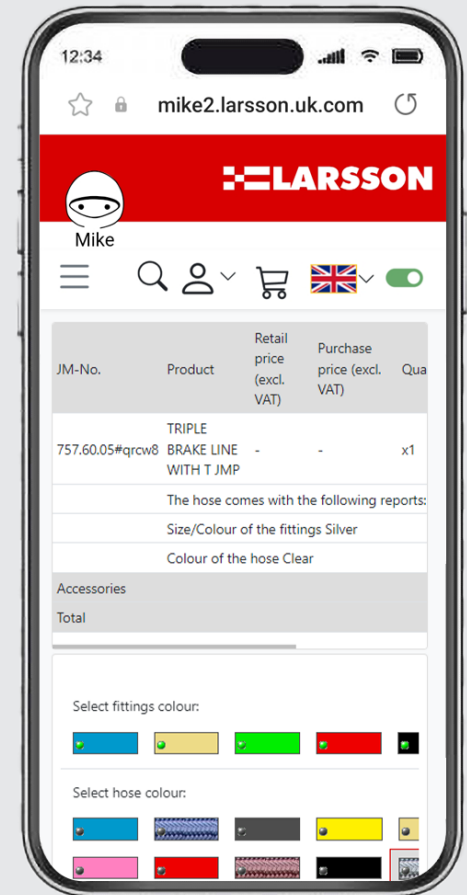 12:34
mike2.larsson.uk.com
LARSSON
Mike
JM-No.
Product
Retail
price
(excl.
VAT)
Purchase
price (excl.
VAT)
Qua
757.60.05#qrcw8
TRIPLE
BRAKE LINE
WITH T JMP
-
-
x1
The hose comes with the following reports:
Size/Colour of the fittings Silver
Colour of the hose Clear
Accessories
Total
Select fittings colour:
Select hose colour: